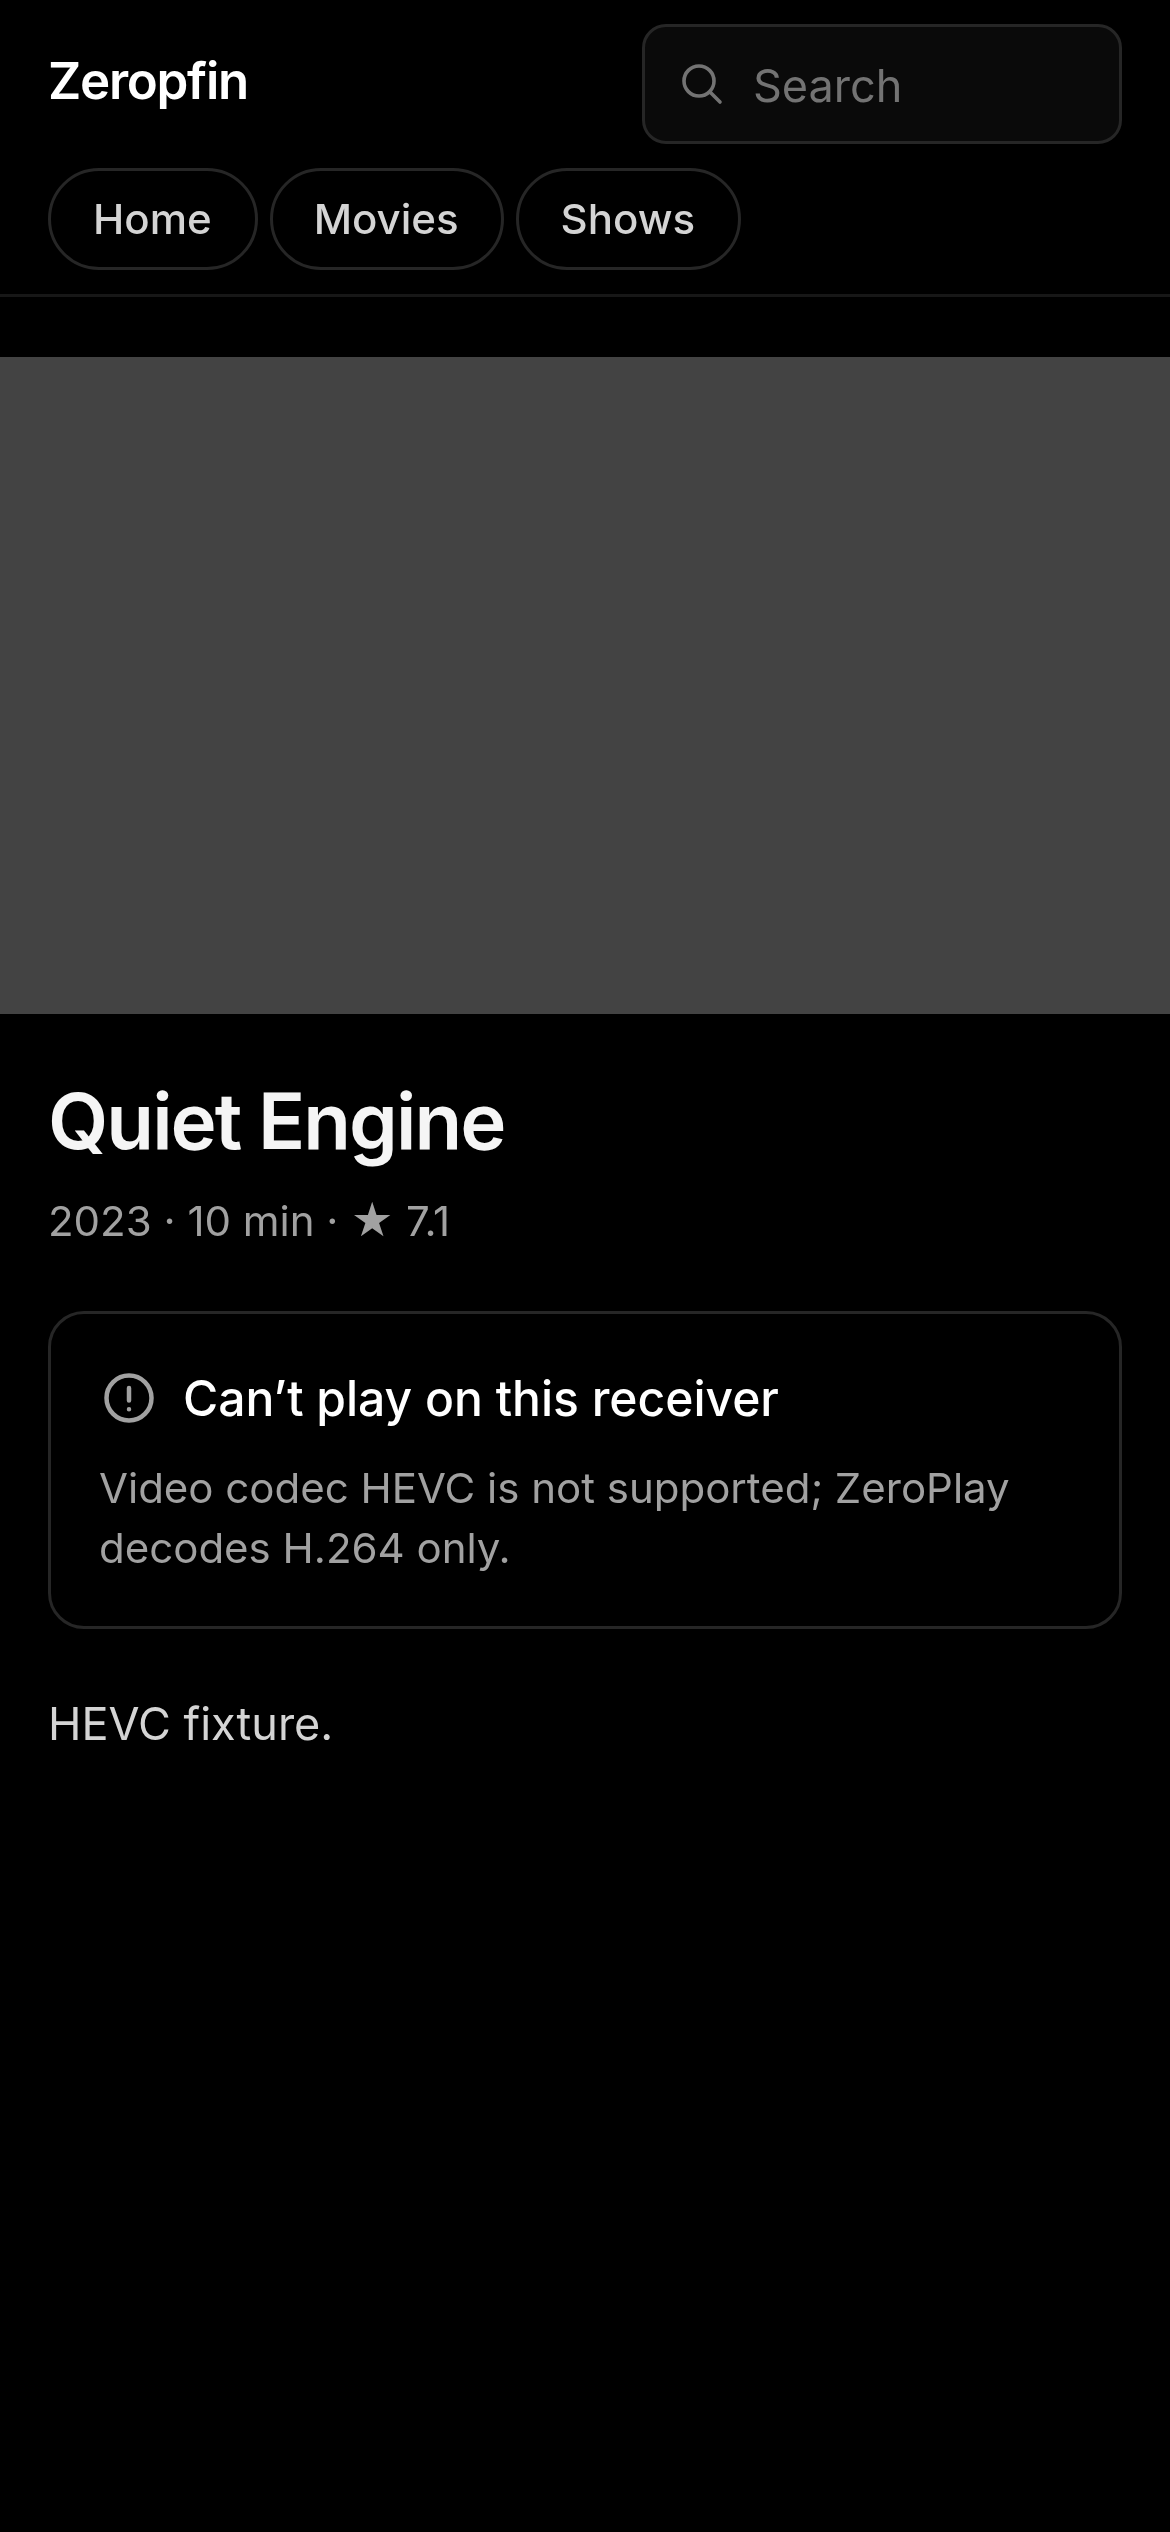 Zeropfin
Search
Home
Movies
Shows
Quiet Engine
2023 · 10 min · ★ 7.1
Can’t play on this receiver
Video codec HEVC is not supported; ZeroPlay
decodes H.264 only.
HEVC fixture.